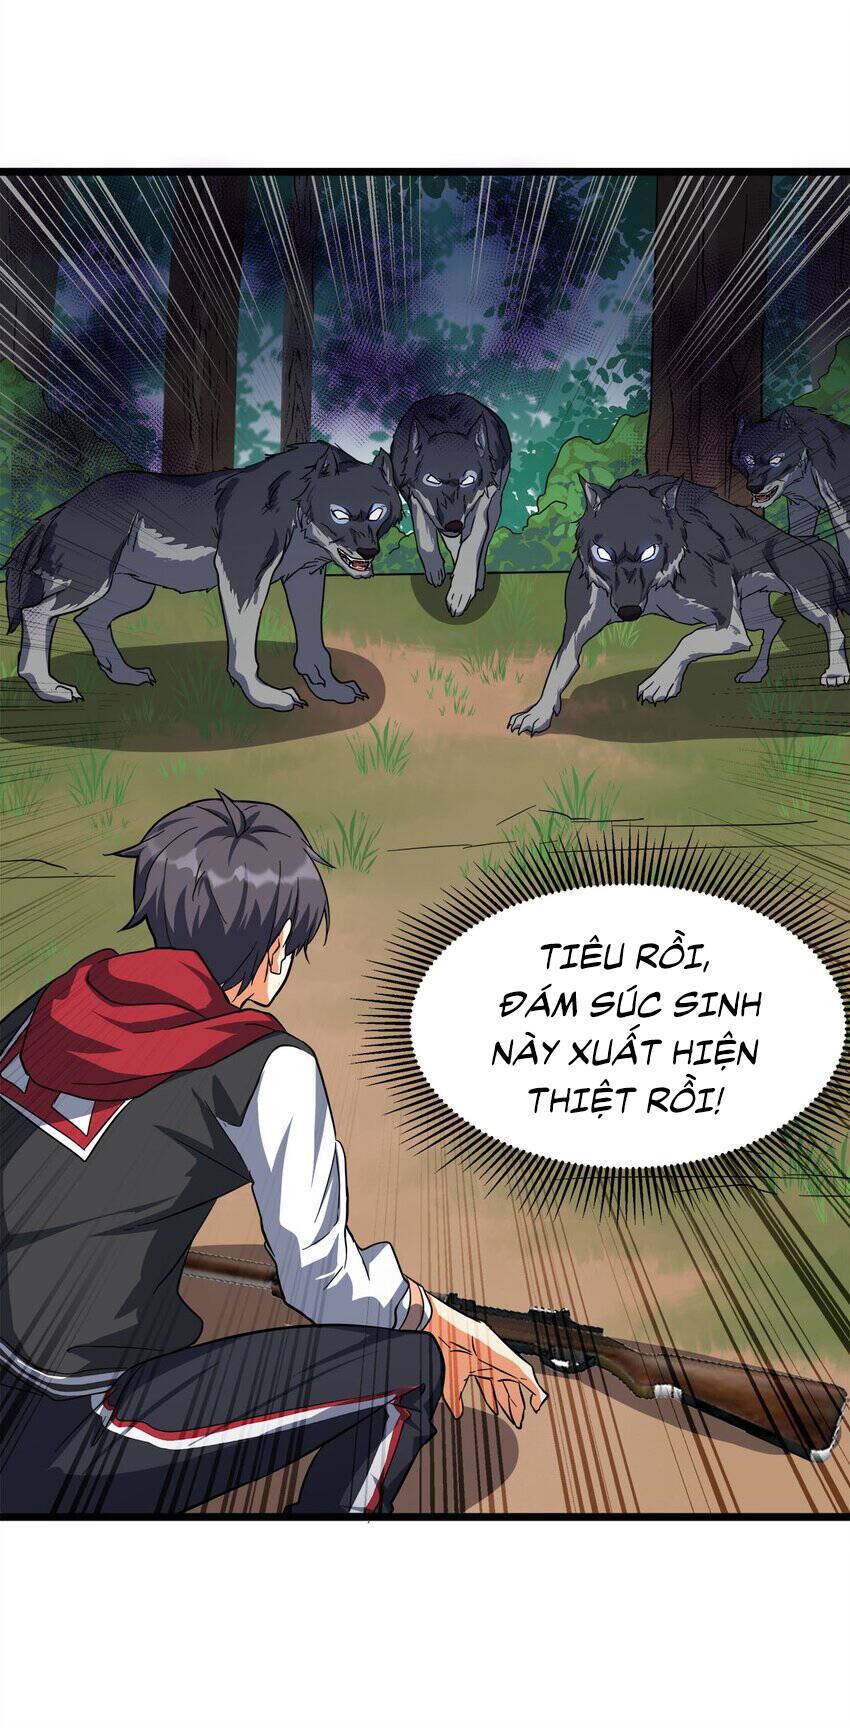 TIÊU RỒI,
ĐÁM SÚC SINH
NÀY XUẤT HIỆN
THIỆT RỒI!